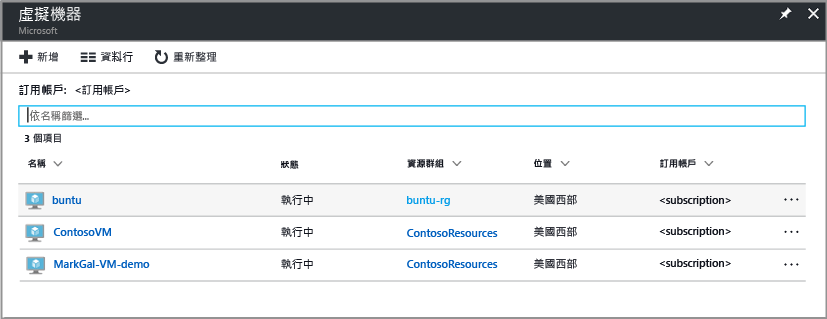 虛擬機器
Microsoft
新增 資料行 重新整理
訂用帳戶: <訂用帳戶>
依名稱篩選...
3 個項目
名稱 狀態 資源群組 位置 訂用帳戶
buntu 執行中 buntu-rg 美國西部 <subscription> ...
ContosoVM 執行中 ContosoResources 美國西部 <subscription> ...
MarkGal-VM-demo 執行中 ContosoResources 美國西部 <subscription> ...